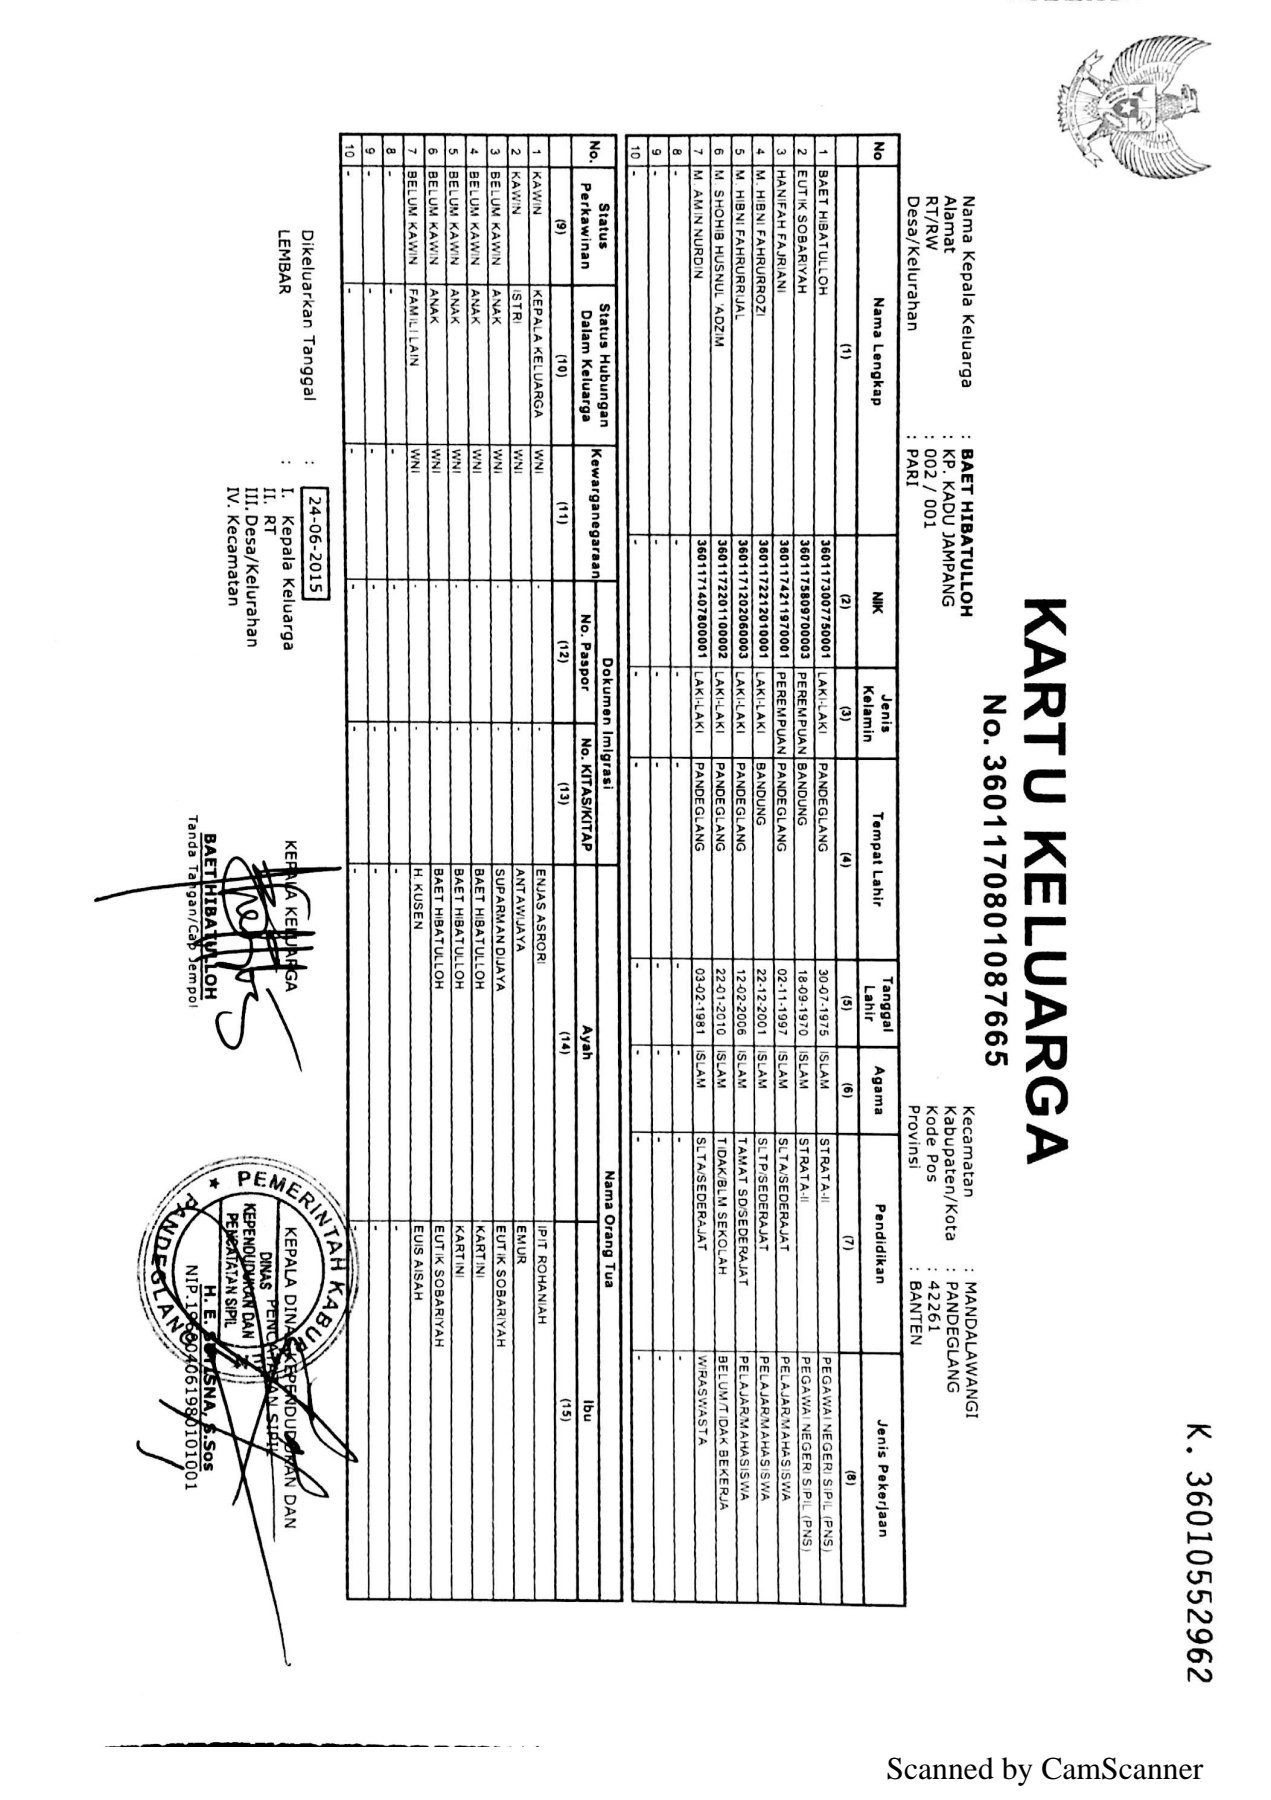 K. 36010552962
KARTU KELUARGA
No. 3601170801087665
Nama Kepala Keluarga : BAET HIBATULLOH
Alamat : KP. KADU JAMPANG
RT/RW : 002 / 001
Desa/Kelurahan : PARI
Kecamatan : MANDALAWANGI
Kabupaten/Kota : PANDEGLANG
Kode Pos : 42261
Provinsi : BANTEN
No Nama Lengkap NIK Jenis Kelamin Tempat Lahir Tanggal Lahir Agama Pendidikan Jenis Pekerjaan
(1) (2) (3) (4) (5) (6) (7) (8)
1 BAET HIBATULLOH 3601173007750001 LAKI-LAKI PANDEGLANG 30-07-1975 ISLAM STRATA-II PEGAWAI NEGERI SIPIL (PNS)
2 EUTIK SOBARIYAH 3601175809700003 PEREMPUAN BANDUNG 18-09-1970 ISLAM STRATA-II PEGAWAI NEGERI SIPIL (PNS)
3 HANIFAH FAJRIANI 3601174211970001 PEREMPUAN PANDEGLANG 02-11-1997 ISLAM SLTA/SEDERAJAT PELAJAR/MAHASISWA
4 M. HIBNI FAHRURROZI 3601172212010001 LAKI-LAKI BANDUNG 22-12-2001 ISLAM SLTP/SEDERAJAT PELAJAR/MAHASISWA
5 M. HIBNI FAHRURRIJAL 3601171202060003 LAKI-LAKI PANDEGLANG 12-02-2006 ISLAM TAMAT SD/SEDERAJAT PELAJAR/MAHASISWA
6 M. SHOHIB HUSNUL 'ADZIM 3601172201100002 LAKI-LAKI PANDEGLANG 22-01-2010 ISLAM TIDAK/BLM SEKOLAH BELUM/TIDAK BEKERJA
7 M. AMIN NURDIN 3601171407800001 LAKI-LAKI PANDEGLANG 03-02-1981 ISLAM SLTA/SEDERAJAT WIRASWASTA
8 - - - - - - - -
9 - - - - - - - -
10 - - - - - - - -
No. Status Perkawinan Status Hubungan Dalam Keluarga Kewarganegaraan Dokumen Imigrasi Nama Orang Tua
No. Paspor No. KITAS/KITAP Ayah Ibu
(9) (10) (11) (12) (13) (14) (15)
1 KAWIN KEPALA KELUARGA WNI - - ENJAS ASRORI IPIT ROHANIAH
2 KAWIN ISTRI WNI - - ANTAWIJAYA EMUR
3 BELUM KAWIN ANAK WNI - - SUPARMAN DIJAYA EUTIK SOBARIYAH
4 BELUM KAWIN ANAK WNI - - BAET HIBATULLOH KARTINI
5 BELUM KAWIN ANAK WNI - - BAET HIBATULLOH KARTINI
6 BELUM KAWIN ANAK WNI - - BAET HIBATULLOH EUTIK SOBARIYAH
7 BELUM KAWIN FAMILI LAIN WNI - - H. KUSEN EUIS AISAH
8 - - - - - - -
9 - - - - - - -
10 - - - - - - -
Dikeluarkan Tanggal : 24-06-2015
LEMBAR : I. Kepala Keluarga
II. RT
III. Desa/Kelurahan
IV. Kecamatan
KEPALA KELUARGA
BAET HIBATULLOH
Tanda Tangan/Cap Jempol
KEPALA DINAS KEPENDUDUKAN DAN
PENCATATAN SIPIL
PEMERINTAH KABUP
DINAS
KEPENDUDUKAN DAN
PENCATATAN SIPIL
PANDEGLANG
H. E. SUTISNA, S.Sos
NIP.196804061980101001
Scanned by CamScanner